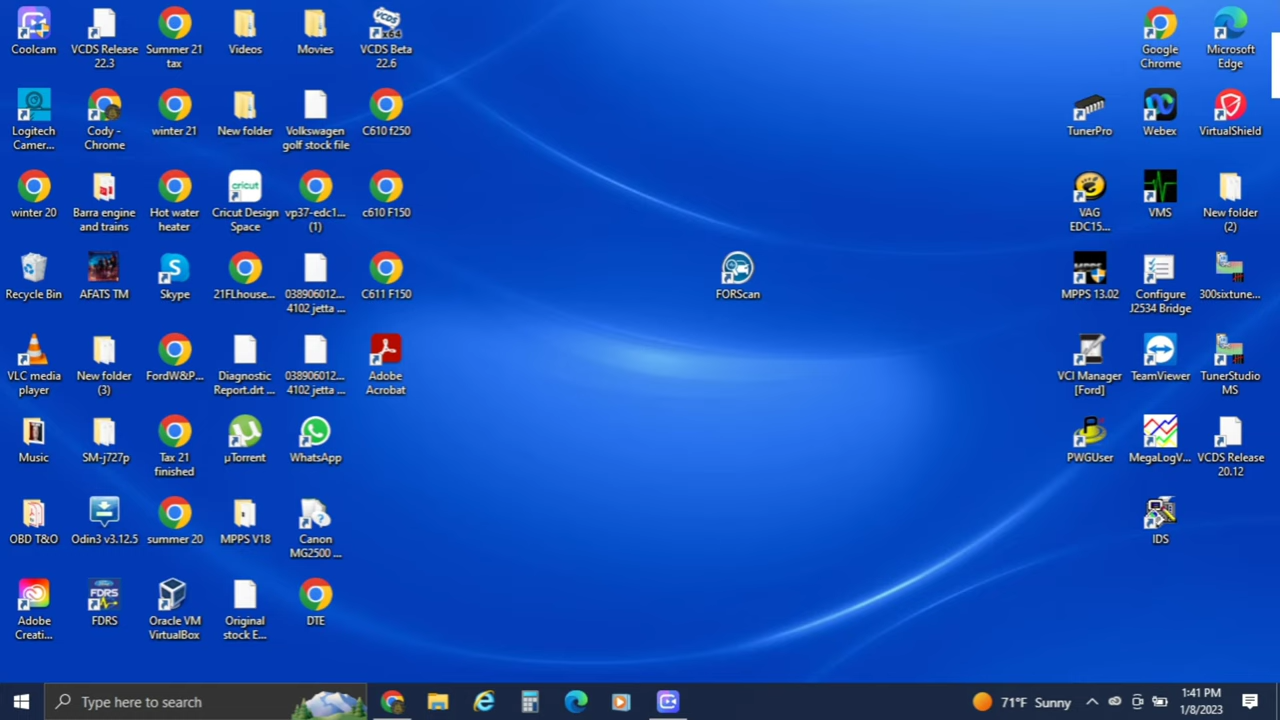 Coolcam
VCDS Release
22.3
Summer 21
tax
Videos
Movies
VCDS
x64
VCDS Beta
22.6
Google
Chrome
Microsoft
Edge
Logitech
Camer...
Cody -
Chrome
winter 21
New folder
Volkswagen
golf stock file
C610 f250
TunerPro
Webex
VirtualShield
winter 20
Barra engine
and trains
Hot water
heater
cricut
Cricut Design
Space
vp37-edc1...
(1)
c610 F150
VAG
EDC15...
VMS
New folder
(2)
Recycle Bin
AFATS TM
Skype
21FLhouse...
038906012...
4102 jetta ...
C611 F150
FORScan
MPPS 13.02
Configure
J2534 Bridge
300sixtune...
VLC media
player
New folder
(3)
FordW&P...
Diagnostic
Report.drt ...
038906012...
4102 jetta ...
Adobe
Acrobat
VCI Manager
[Ford]
TeamViewer
TunerStudio
MS
Music
SM-j727p
Tax 21
finished
µTorrent
WhatsApp
PWGUser
MegaLogV...
VCDS Release
20.12
OBD T&O
Odin3 v3.12.5
summer 20
MPPS V18
Canon
MG2500 ...
IDS
Adobe
Creati...
FDRS
FDRS
Oracle VM
VirtualBox
Original
stock E...
DTE
Type here to search
71°F Sunny
1:41 PM
1/8/2023